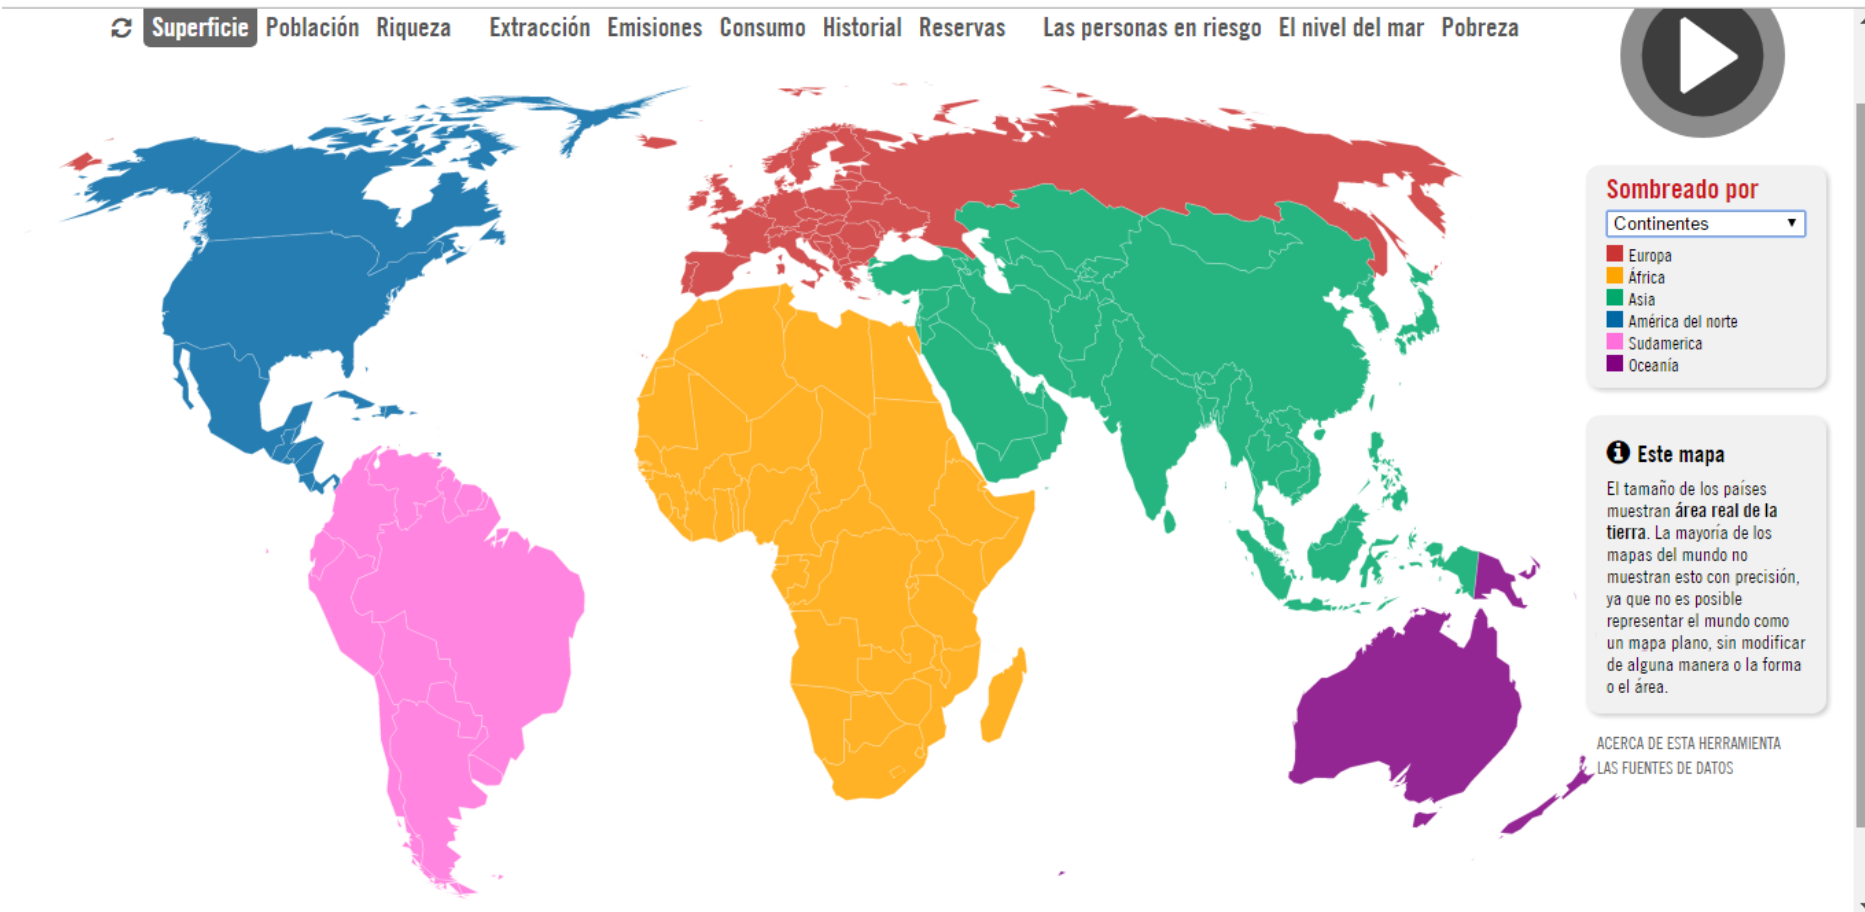 Superficie Población Riqueza Extracción Emisiones Consumo Historial Reservas Las personas en riesgo El nivel del mar Pobreza
Sombreado por
Continentes
Europa
África
Asia
América del norte
Sudamerica
Oceanía
Este mapa
El tamaño de los países
muestran área real de la
tierra. La mayoría de los
mapas del mundo no
muestran esto con precisión,
ya que no es posible
representar el mundo como
un mapa plano, sin modificar
de alguna manera o la forma
o el área.
ACERCA DE ESTA HERRAMIENTA
LAS FUENTES DE DATOS